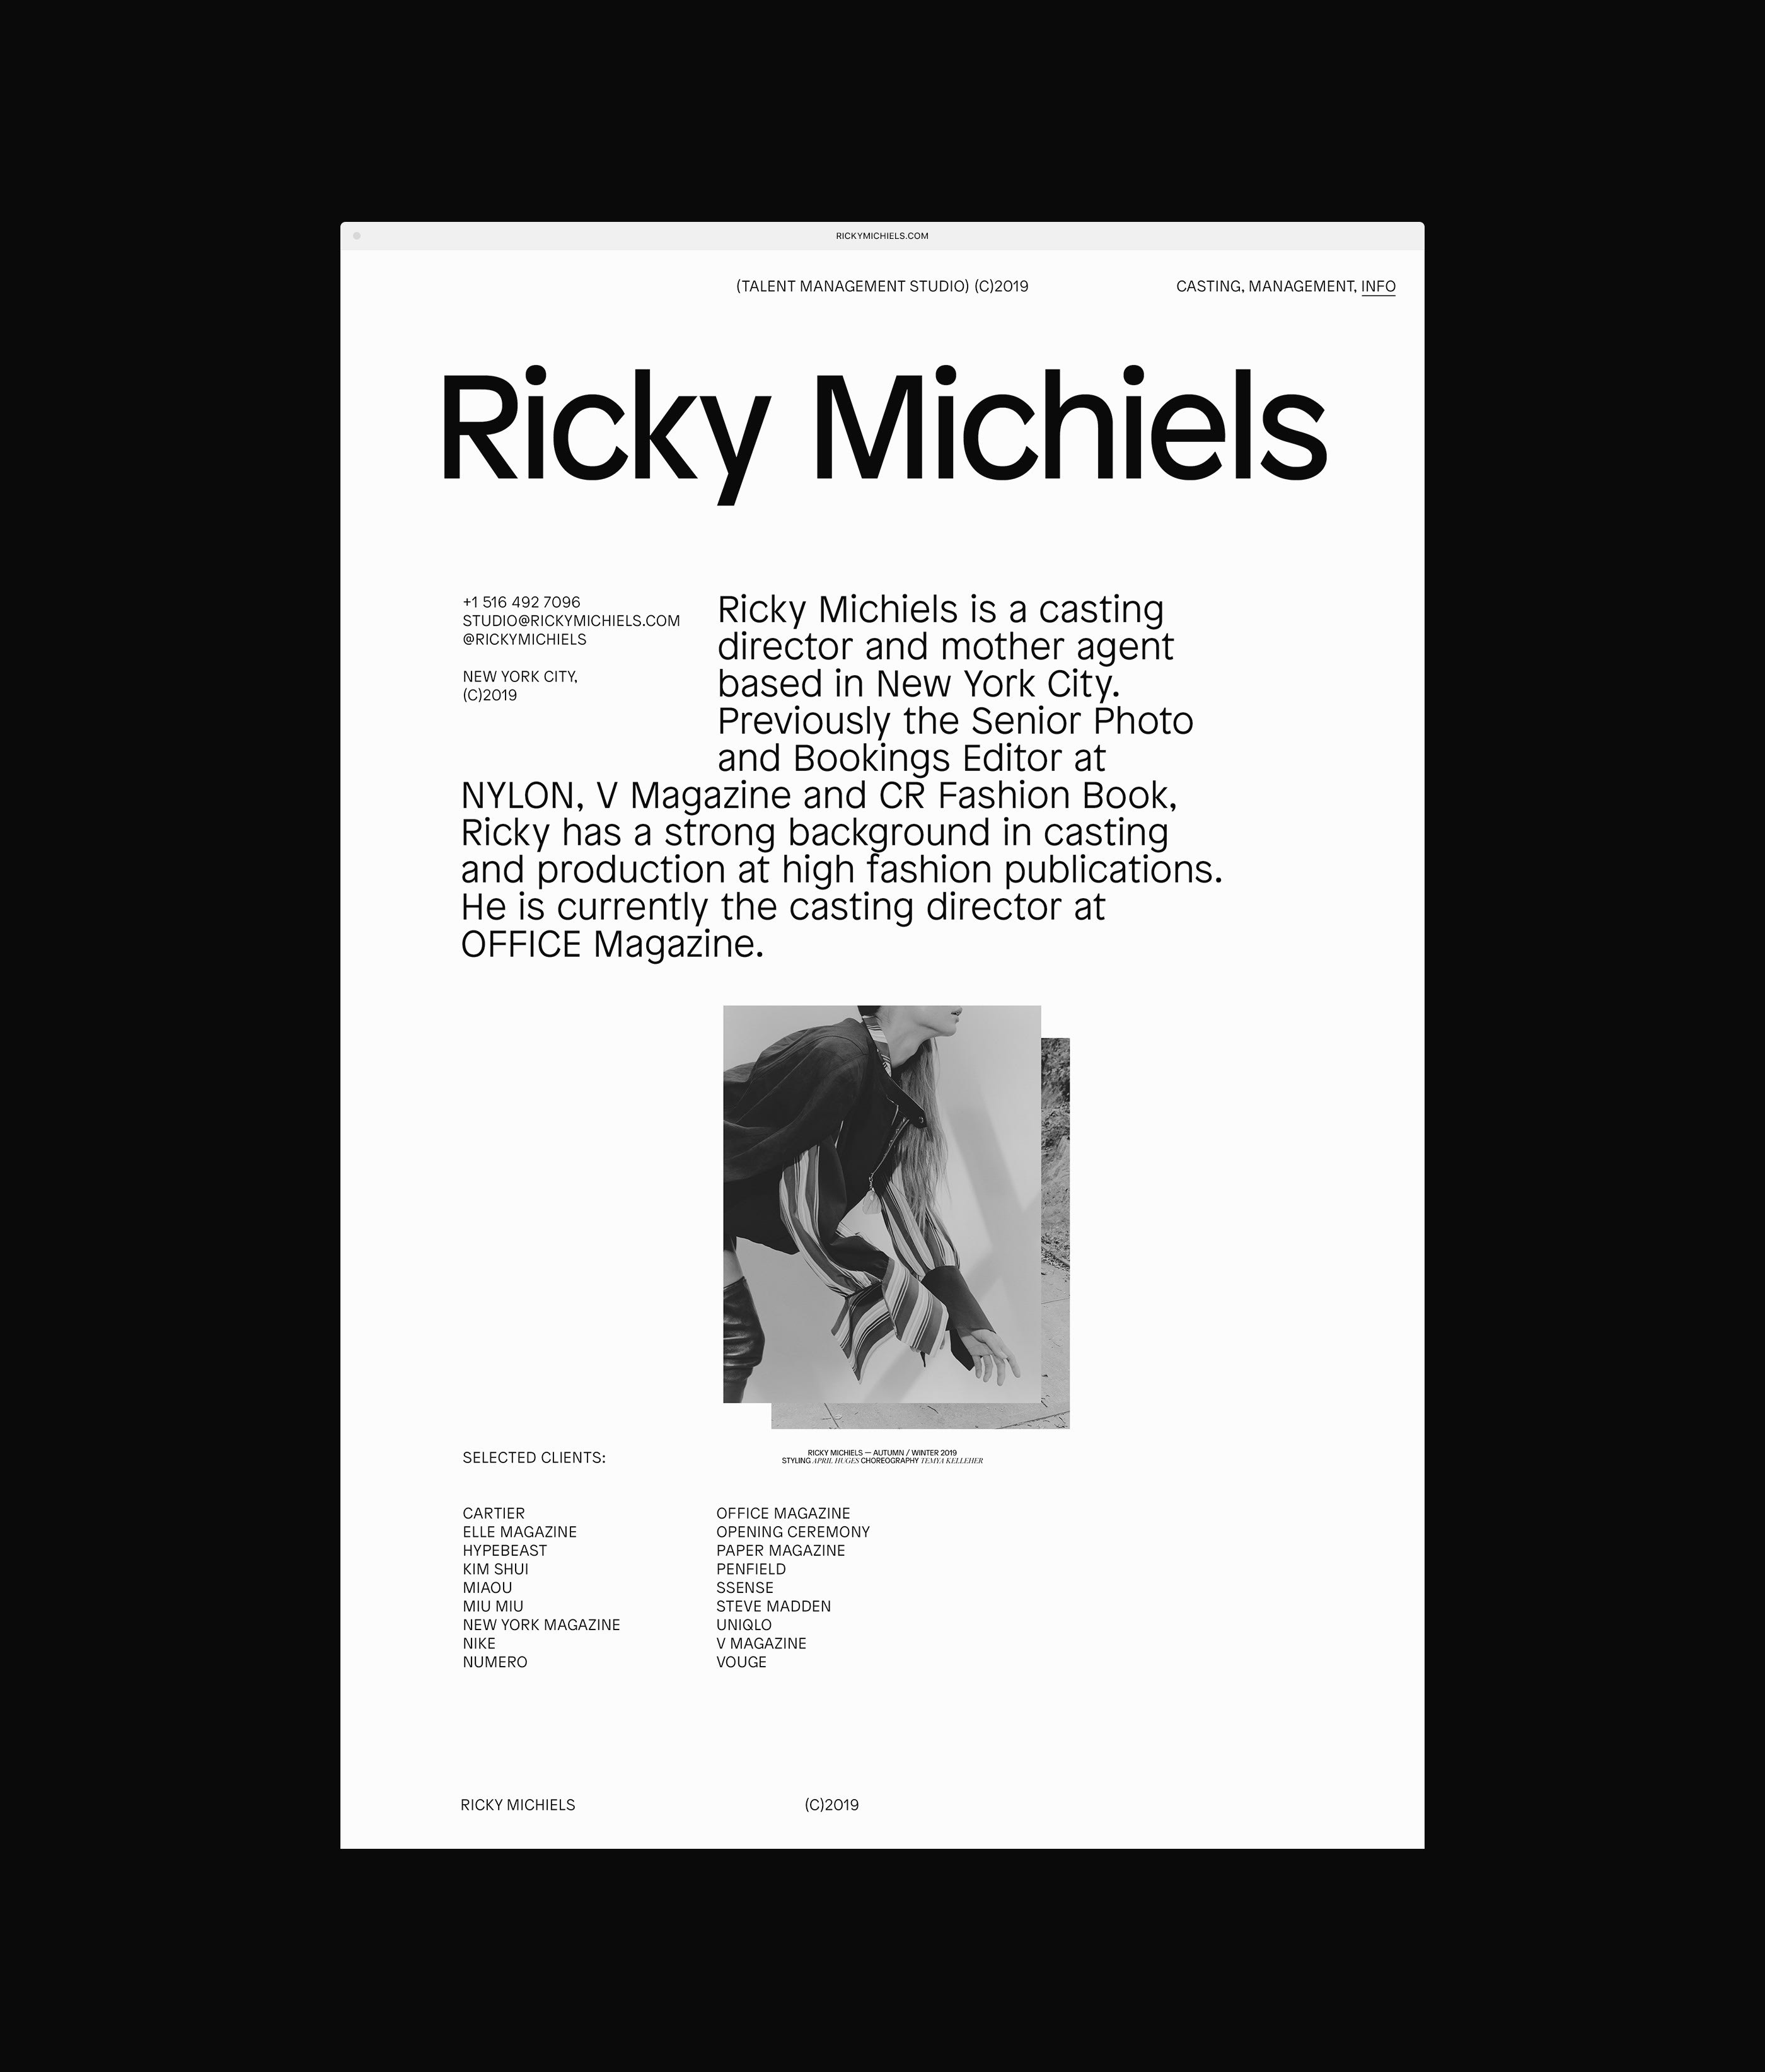 RICKYMICHIELS.COM
(TALENT MANAGEMENT STUDIO) (C)2019
CASTING, MANAGEMENT, INFO
Ricky Michiels
+1 516 492 7096
STUDIO@RICKYMICHIELS.COM
@RICKYMICHIELS
NEW YORK CITY,
(C)2019
Ricky Michiels is a casting
director and mother agent
based in New York City.
Previously the Senior Photo
and Bookings Editor at
NYLON, V Magazine and CR Fashion Book,
Ricky has a strong background in casting
and production at high fashion publications.
He is currently the casting director at
OFFICE Magazine.
RICKY MICHIELS — AUTUMN / WINTER 2019
STYLING APRIL HUGES CHOREOGRAPHY TEMYA KELLEHER
SELECTED CLIENTS:
CARTIER
ELLE MAGAZINE
HYPEBEAST
KIM SHUI
MIAOU
MIU MIU
NEW YORK MAGAZINE
NIKE
NUMERO
OFFICE MAGAZINE
OPENING CEREMONY
PAPER MAGAZINE
PENFIELD
SSENSE
STEVE MADDEN
UNIQLO
V MAGAZINE
VOUGE
RICKY MICHIELS
(C)2019